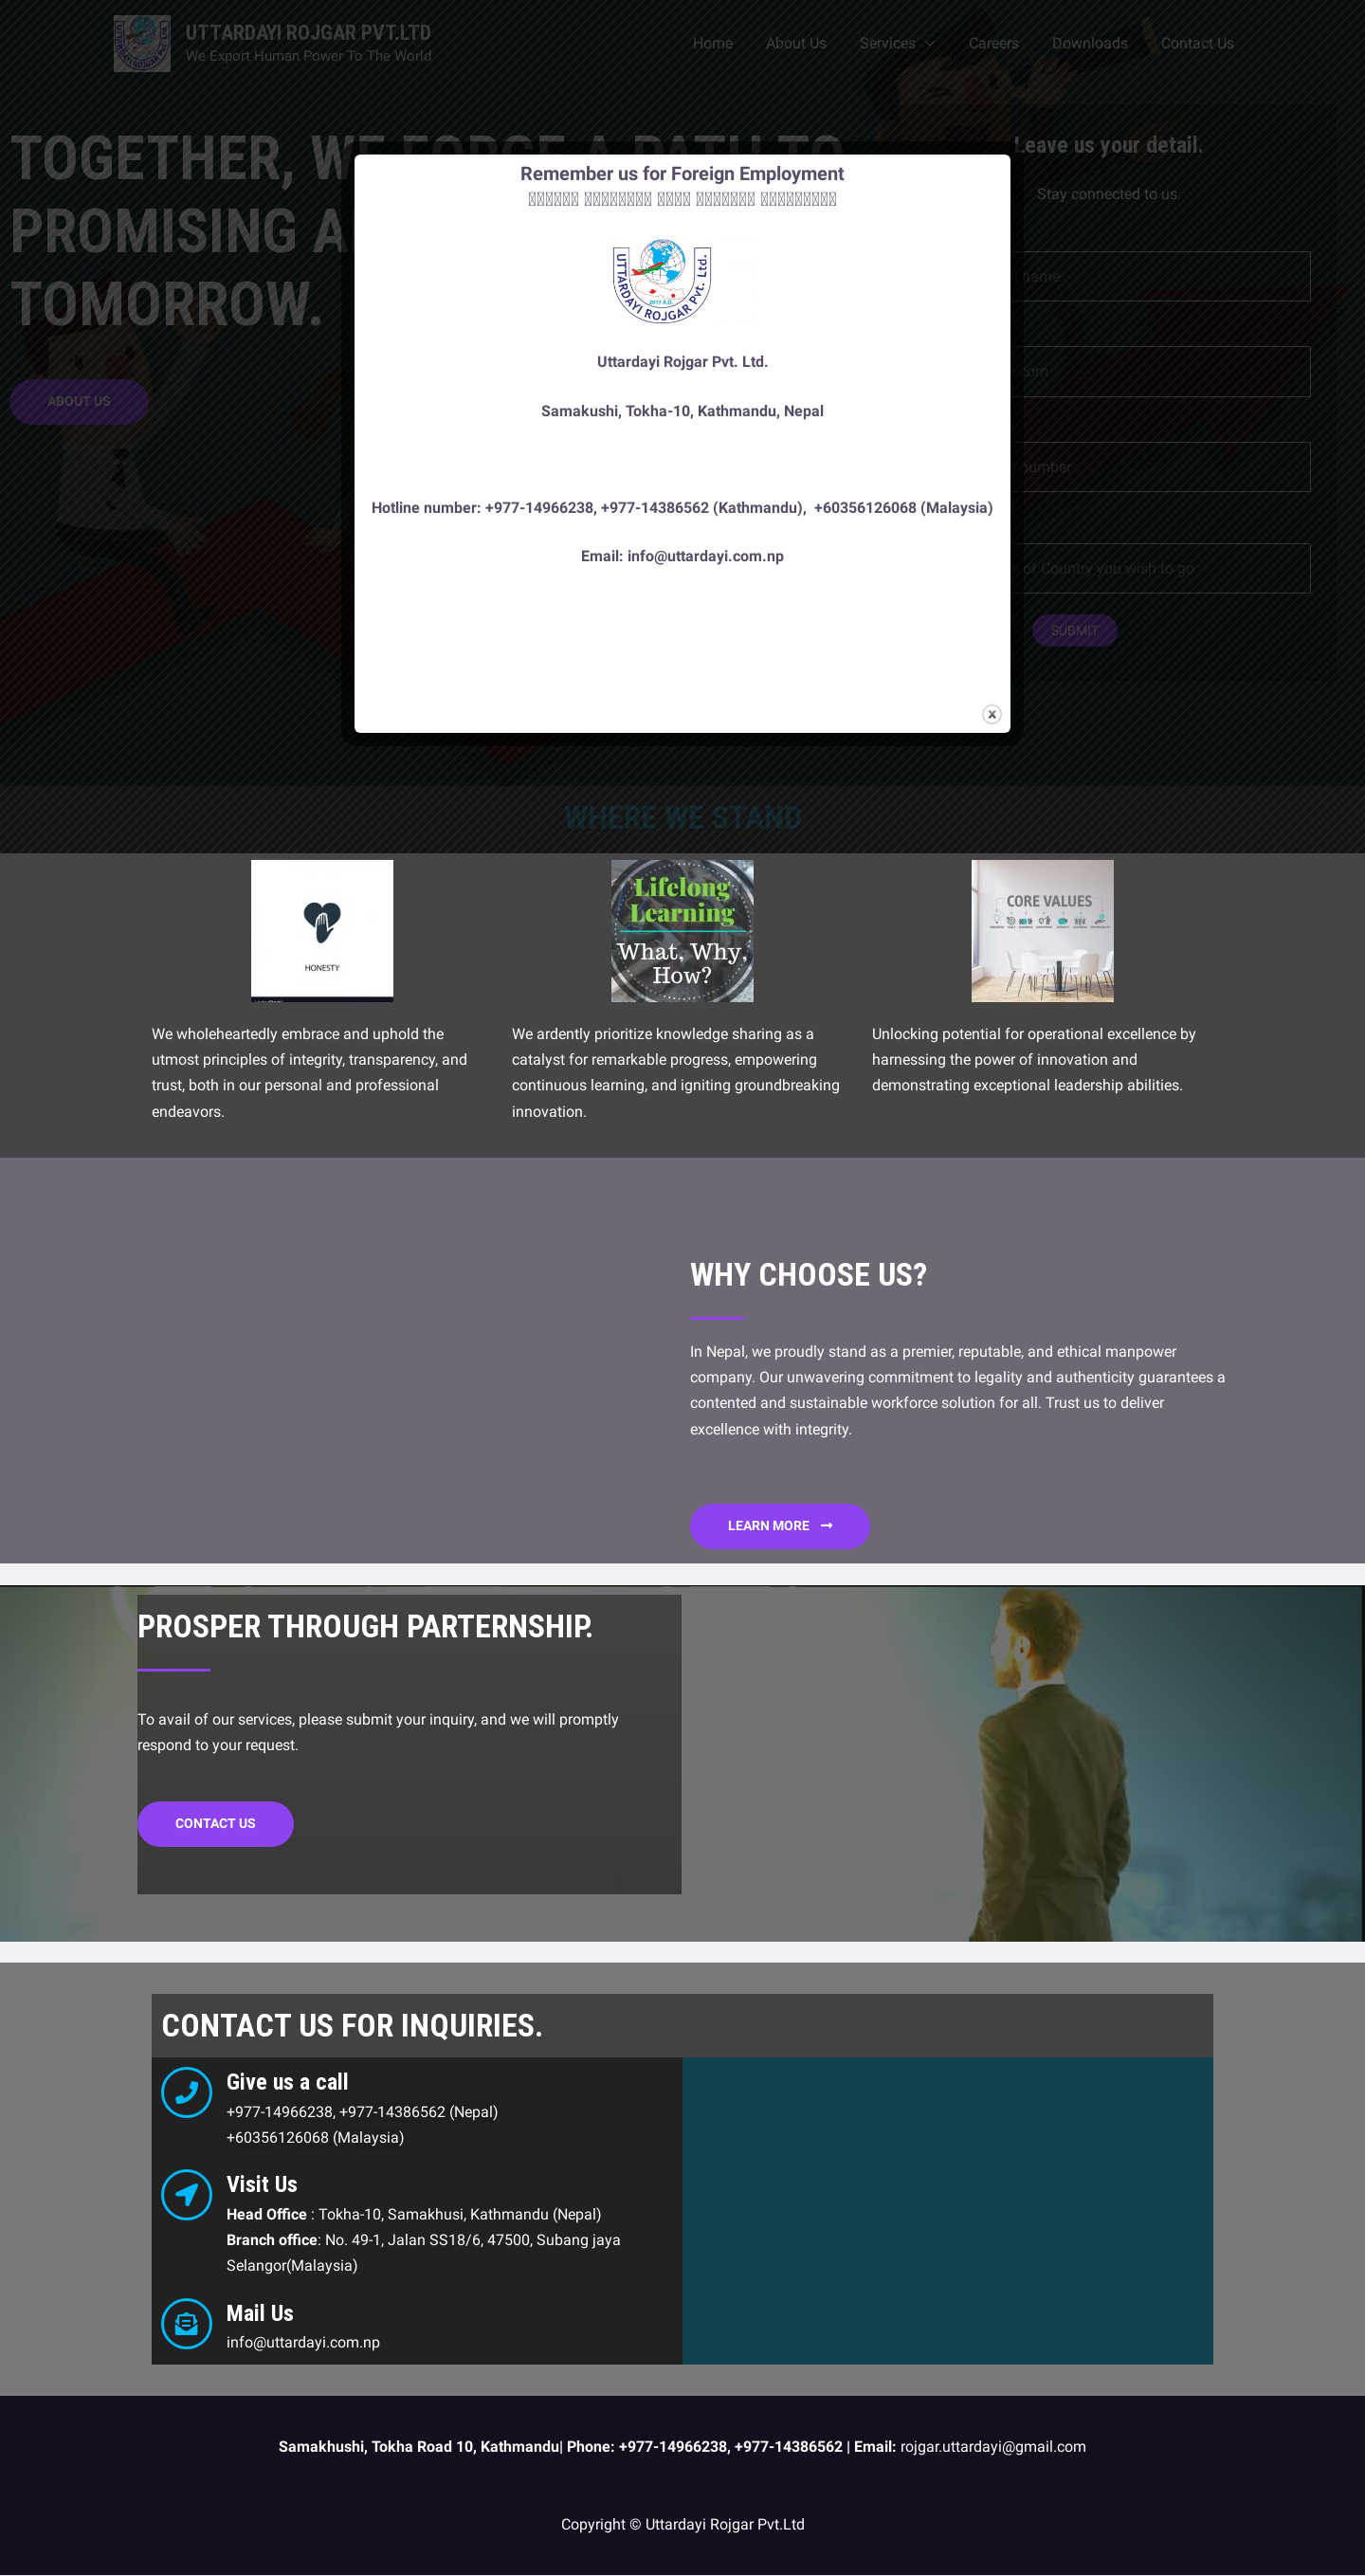 UTTARDAYI ROJGAR PVT.LTD
We Export Human Power To The World
Home
About Us
Services
Careers
Downloads
Contact Us
TOGETHER, WE FORGE A PATH TO
PROMISING A
TOMORROW.
ABOUT US
Leave us your detail.
Stay connected to us.
name
com
number
of Country you wish to go
SUBMIT
Remember us for Foreign Employment
UTTARDAYI ROJGAR Pvt. Ltd.
2017 A.D.
Uttardayi Rojgar Pvt. Ltd.
Samakushi, Tokha-10, Kathmandu, Nepal
Hotline number: +977-14966238, +977-14386562 (Kathmandu), +60356126068 (Malaysia)
Email: info@uttardayi.com.np
X
WHERE WE STAND
HONESTY
Lifelong
Learning
What, Why,
How?
CORE VALUES
We wholeheartedly embrace and uphold the
utmost principles of integrity, transparency, and
trust, both in our personal and professional
endeavors.
We ardently prioritize knowledge sharing as a
catalyst for remarkable progress, empowering
continuous learning, and igniting groundbreaking
innovation.
Unlocking potential for operational excellence by
harnessing the power of innovation and
demonstrating exceptional leadership abilities.
WHY CHOOSE US?
In Nepal, we proudly stand as a premier, reputable, and ethical manpower
company. Our unwavering commitment to legality and authenticity guarantees a
contented and sustainable workforce solution for all. Trust us to deliver
excellence with integrity.
LEARN MORE
PROSPER THROUGH PARTERNSHIP.
To avail of our services, please submit your inquiry, and we will promptly
respond to your request.
CONTACT US
CONTACT US FOR INQUIRIES.
Give us a call
+977-14966238, +977-14386562 (Nepal)
+60356126068 (Malaysia)
Visit Us
Head Office : Tokha-10, Samakhusi, Kathmandu (Nepal)
Branch office: No. 49-1, Jalan SS18/6, 47500, Subang jaya
Selangor(Malaysia)
Mail Us
info@uttardayi.com.np
Samakhushi, Tokha Road 10, Kathmandu| Phone: +977-14966238, +977-14386562 | Email: rojgar.uttardayi@gmail.com
Copyright © Uttardayi Rojgar Pvt.Ltd